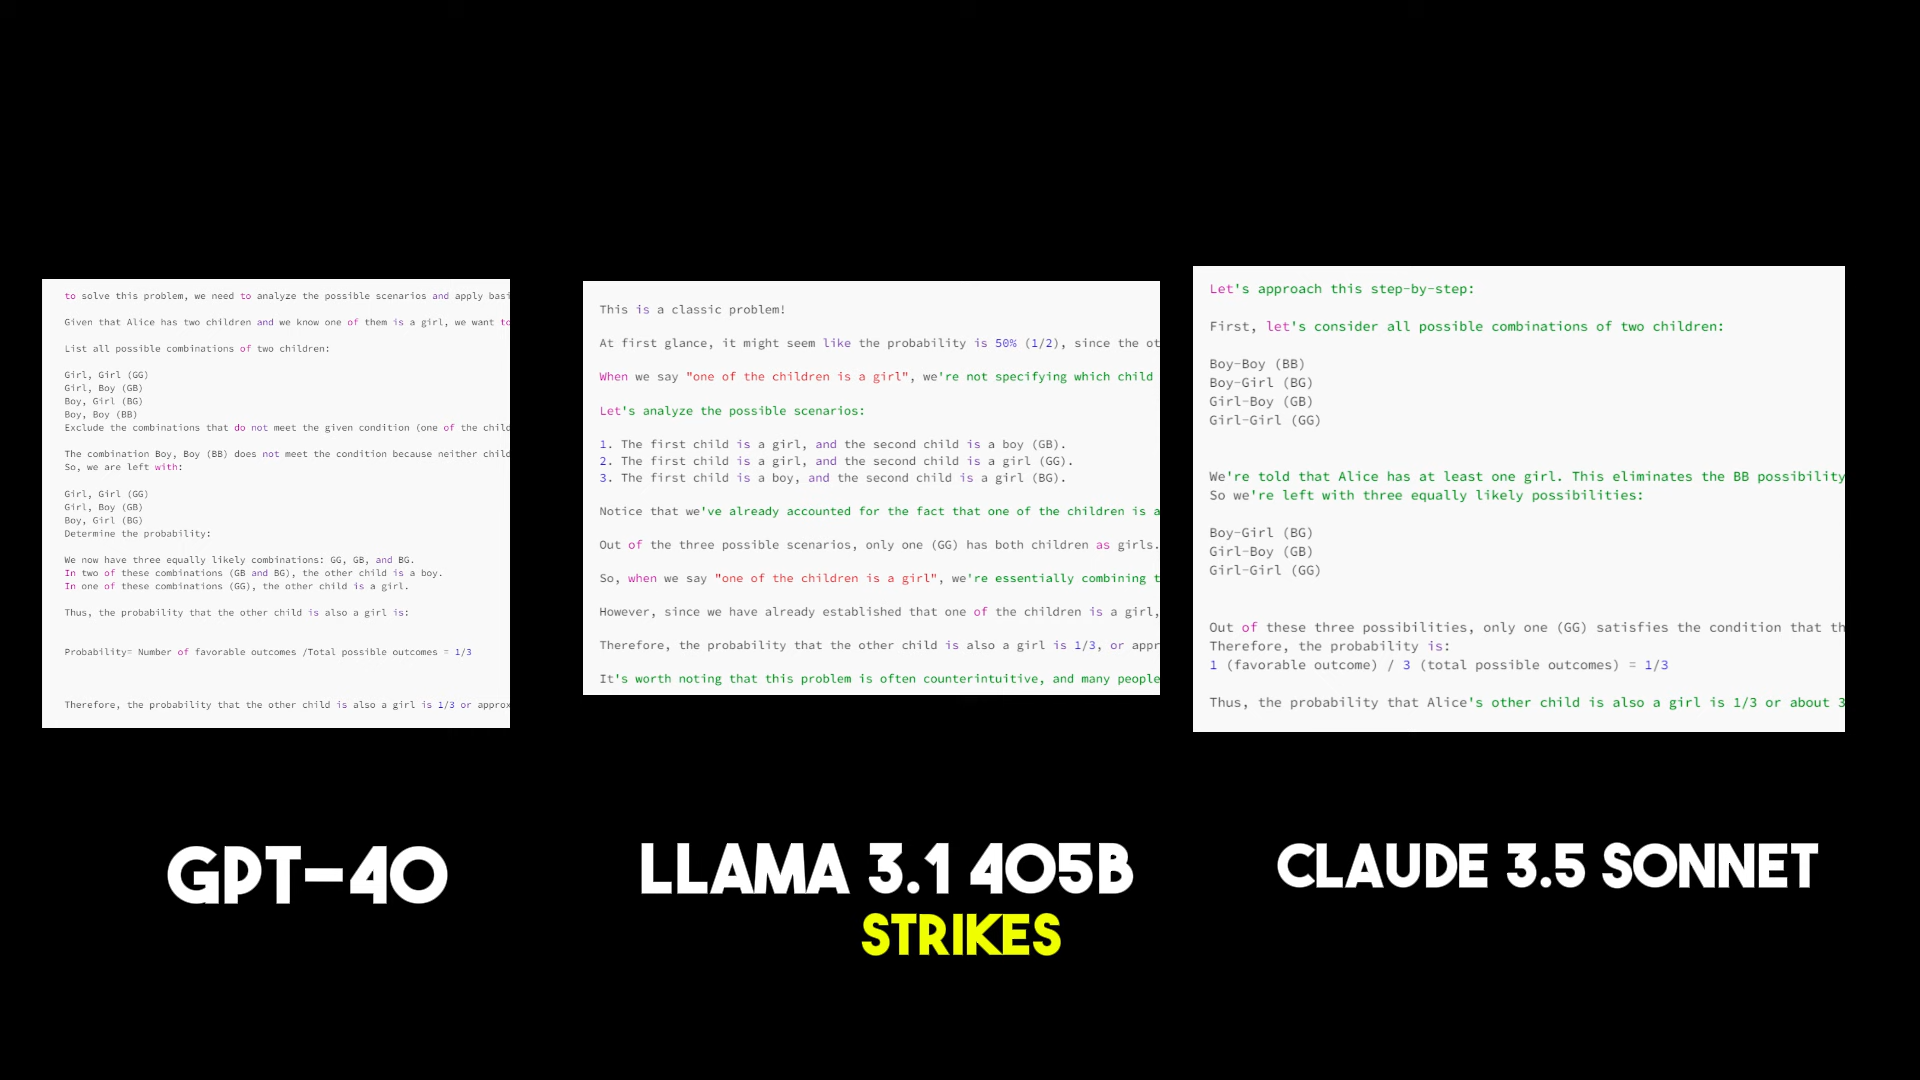 to solve this problem, we need to analyze the possible scenarios and apply basi
Given that Alice has two children and we know one of them is a girl, we want to
List all possible combinations of two children:
Girl, Girl (GG)
Girl, Boy (GB)
Boy, Girl (BG)
Boy, Boy (BB)
Exclude the combinations that do not meet the given condition (one of the child
The combination Boy, Boy (BB) does not meet the condition because neither child
So, we are left with:
Girl, Girl (GG)
Girl, Boy (GB)
Boy, Girl (BG)
Determine the probability:
We now have three equally likely combinations: GG, GB, and BG.
In two of these combinations (GB and BG), the other child is a boy.
In one of these combinations (GG), the other child is a girl.
Thus, the probability that the other child is also a girl is:
Probability= Number of favorable outcomes /Total possible outcomes = 1/3
Therefore, the probability that the other child is also a girl is 1/3 or approx
GPT-4O
This is a classic problem!
At first glance, it might seem like the probability is 50% (1/2), since the ot
When we say "one of the children is a girl", we're not specifying which child
Let's analyze the possible scenarios:
1. The first child is a girl, and the second child is a boy (GB).
2. The first child is a girl, and the second child is a girl (GG).
3. The first child is a boy, and the second child is a girl (BG).
Notice that we've already accounted for the fact that one of the children is a
Out of the three possible scenarios, only one (GG) has both children as girls.
So, when we say "one of the children is a girl", we're essentially combining t
However, since we have already established that one of the children is a girl,
Therefore, the probability that the other child is also a girl is 1/3, or appr
It's worth noting that this problem is often counterintuitive, and many people
LLAMA 3.1 405B
STRIKES
Let's approach this step-by-step:
First, let's consider all possible combinations of two children:
Boy-Boy (BB)
Boy-Girl (BG)
Girl-Boy (GB)
Girl-Girl (GG)
We're told that Alice has at least one girl. This eliminates the BB possibility
So we're left with three equally likely possibilities:
Boy-Girl (BG)
Girl-Boy (GB)
Girl-Girl (GG)
Out of these three possibilities, only one (GG) satisfies the condition that th
Therefore, the probability is:
1 (favorable outcome) / 3 (total possible outcomes) = 1/3
Thus, the probability that Alice's other child is also a girl is 1/3 or about 3
CLAUDE 3.5 SONNET